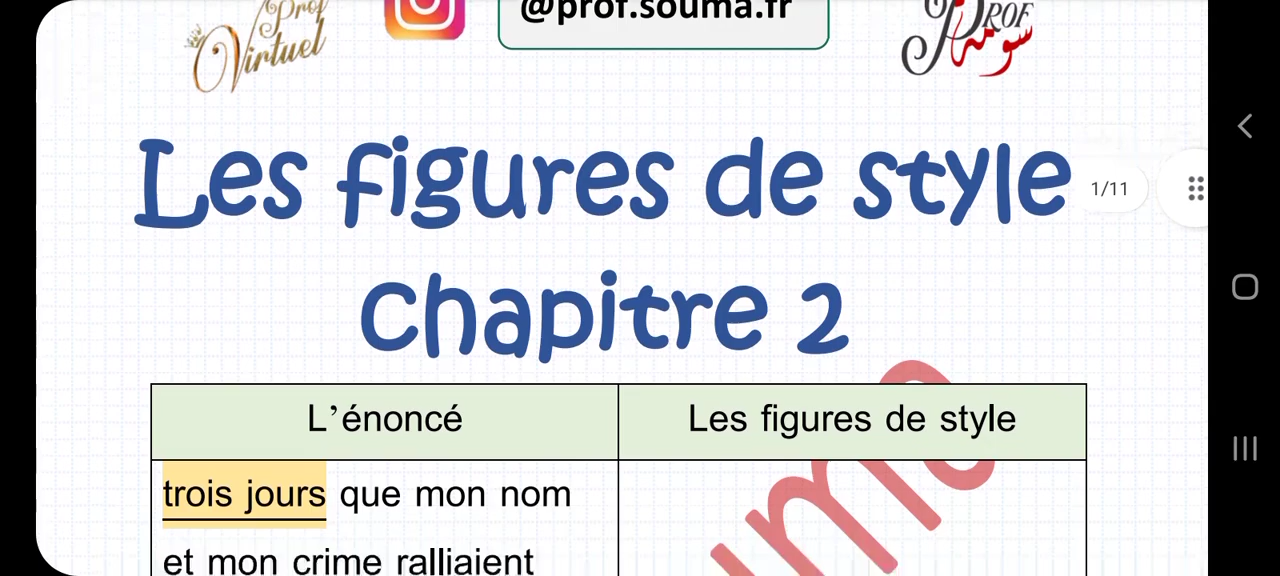 Prof
Virtuel
@prof.souma.fr
PROF
سومة
Les figures de style
1/11
Chapitre 2
L’énoncé
Les figures de style
trois jours que mon nom
et mon crime ralliaient